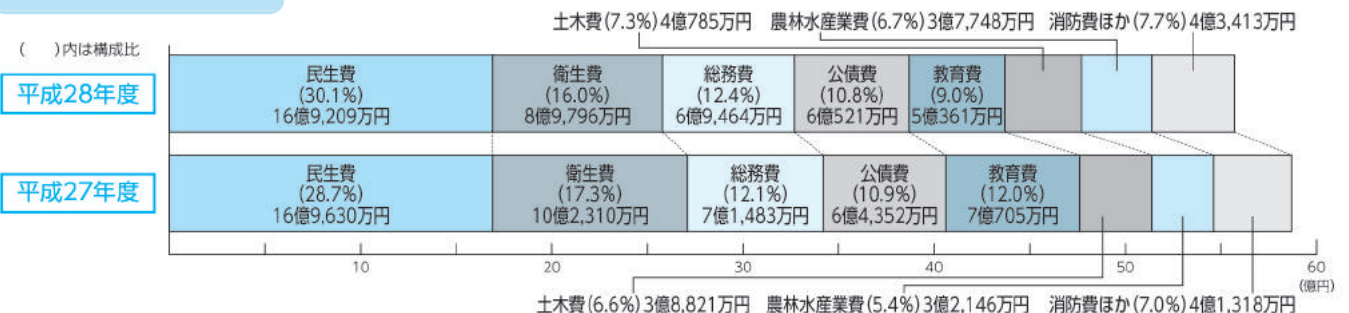 土木費(7.3%)4億785万円 農林水産業費(6.7%)3億7,748万円 消防費ほか(7.7%)4億3,413万円
( )内は構成比
平成28年度
民生費
(30.1%)
16億9,209万円
衛生費
(16.0%)
8億9,796万円
総務費
(12.4%)
6億9,464万円
公債費
(10.8%)
6億521万円
教育費
(9.0%)
5億361万円
平成27年度
民生費
(28.7%)
16億9,630万円
衛生費
(17.3%)
10億2,310万円
総務費
(12.1%)
7億1,483万円
公債費
(10.9%)
6億4,352万円
教育費
(12.0%)
7億705万円
10 20 30 40 50 60
(億円)
土木費(6.6%)3億8,821万円 農林水産業費(5.4%)3億2,146万円 消防費ほか(7.0%)4億1,318万円